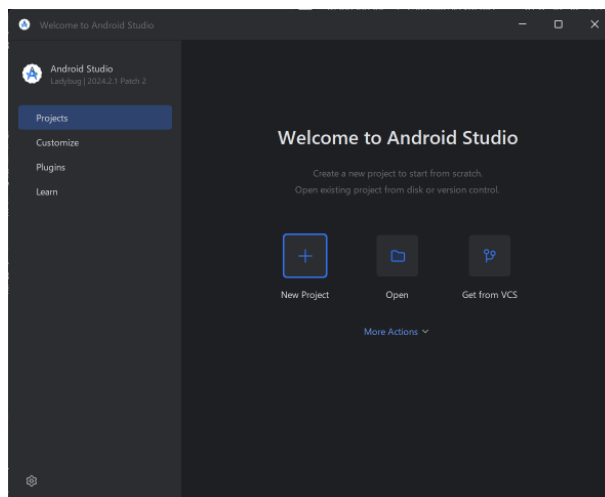 Welcome to Android Studio
Android Studio
Ladybug | 2024.2.1 Patch 2
Projects
Customize
Plugins
Learn
Welcome to Android Studio
Create a new project to start from scratch.
Open existing project from disk or version control.
New Project
Open
Get from VCS
More Actions